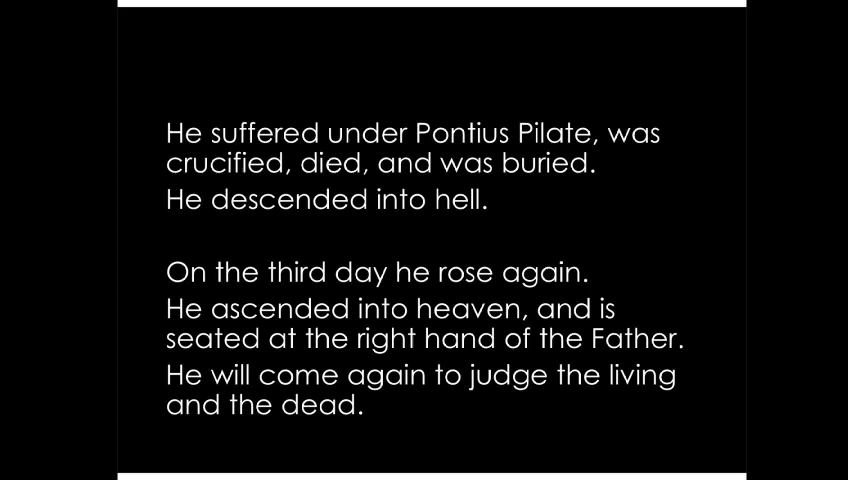 He suffered under Pontius Pilate, was
crucified, died, and was buried.
He descended into hell.
On the third day he rose again.
He ascended into heaven, and is
seated at the right hand of the Father.
He will come again to judge the living
and the dead.